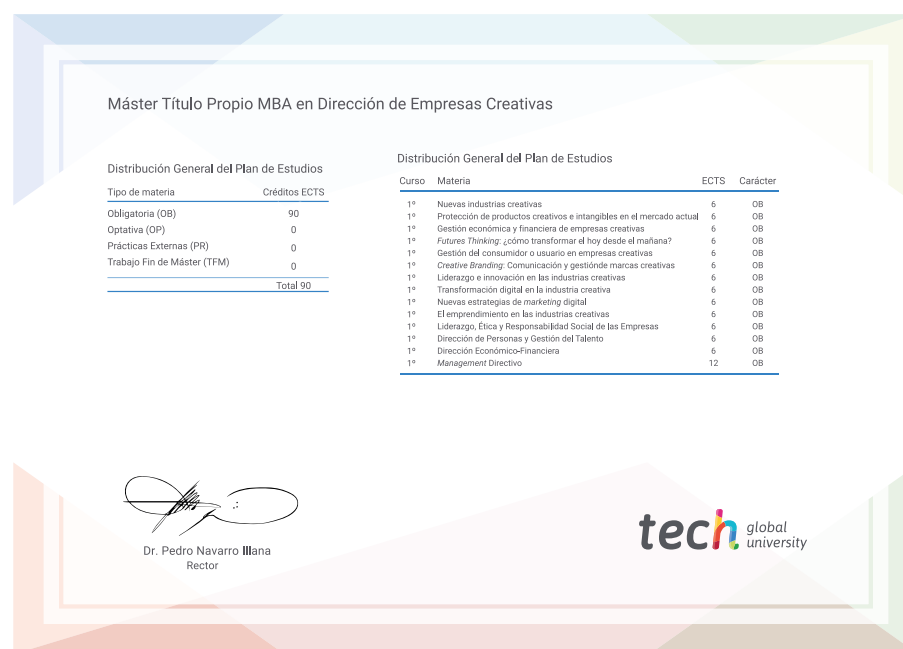 Máster Título Propio MBA en Dirección de Empresas Creativas
Distribución General del Plan de Estudios
Tipo de materia Créditos ECTS
Obligatoria (OB) 90
Optativa (OP) 0
Prácticas Externas (PR) 0
Trabajo Fin de Máster (TFM) 0
Total 90
Distribución General del Plan de Estudios
Curso Materia ECTS Carácter
1º Nuevas industrias creativas 6 OB
1º Protección de productos creativos e intangibles en el mercado actual 6 OB
1º Gestión económica y financiera de empresas creativas 6 OB
1º Futures Thinking: ¿cómo transformar el hoy desde el mañana? 6 OB
1º Gestión del consumidor o usuario en empresas creativas 6 OB
1º Creative Branding: Comunicación y gestiónde marcas creativas 6 OB
1º Liderazgo e innovación en las industrias creativas 6 OB
1º Transformación digital en la industria creativa 6 OB
1º Nuevas estrategias de marketing digital 6 OB
1º El emprendimiento en las industrias creativas 6 OB
1º Liderazgo, Ética y Responsabilidad Social de las Empresas 6 OB
1º Dirección de Personas y Gestión del Talento 6 OB
1º Dirección Económico-Financiera 6 OB
1º Management Directivo 12 OB
Dr. Pedro Navarro Illana
Rector
tech global
university